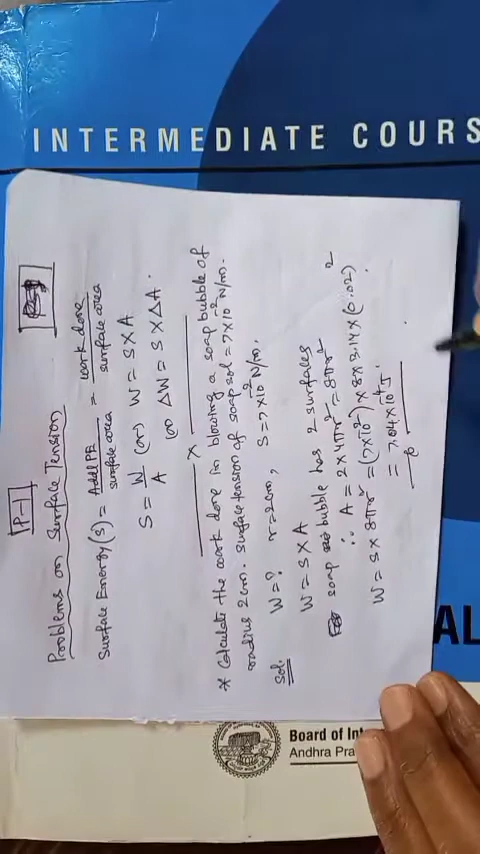 INTERMEDIATE COURS
P-1
Problems on Surface Tension
Surface Energy (S) = Addl PE / surface area = work done / surface area
S = W/A (or) W = S × A
(or) ΔW = S × ΔA.
× 
* Calculate the work done in blowing a soap bubble of
radius 2cm. Surface tension of soap sol = 7×10⁻² N/m.
Sol: W = ? r = 2cm, S = 7×10⁻² N/m.
W = S × A
soap bubble has 2 surfaces
∴ A = 2×4πr² = 8πr²
W = S × 8πr² = (7×10⁻²) × 8×3.14×(0.02)²
= 7.04×10⁻⁴ J.
AL
Board of Int
Andhra Pra